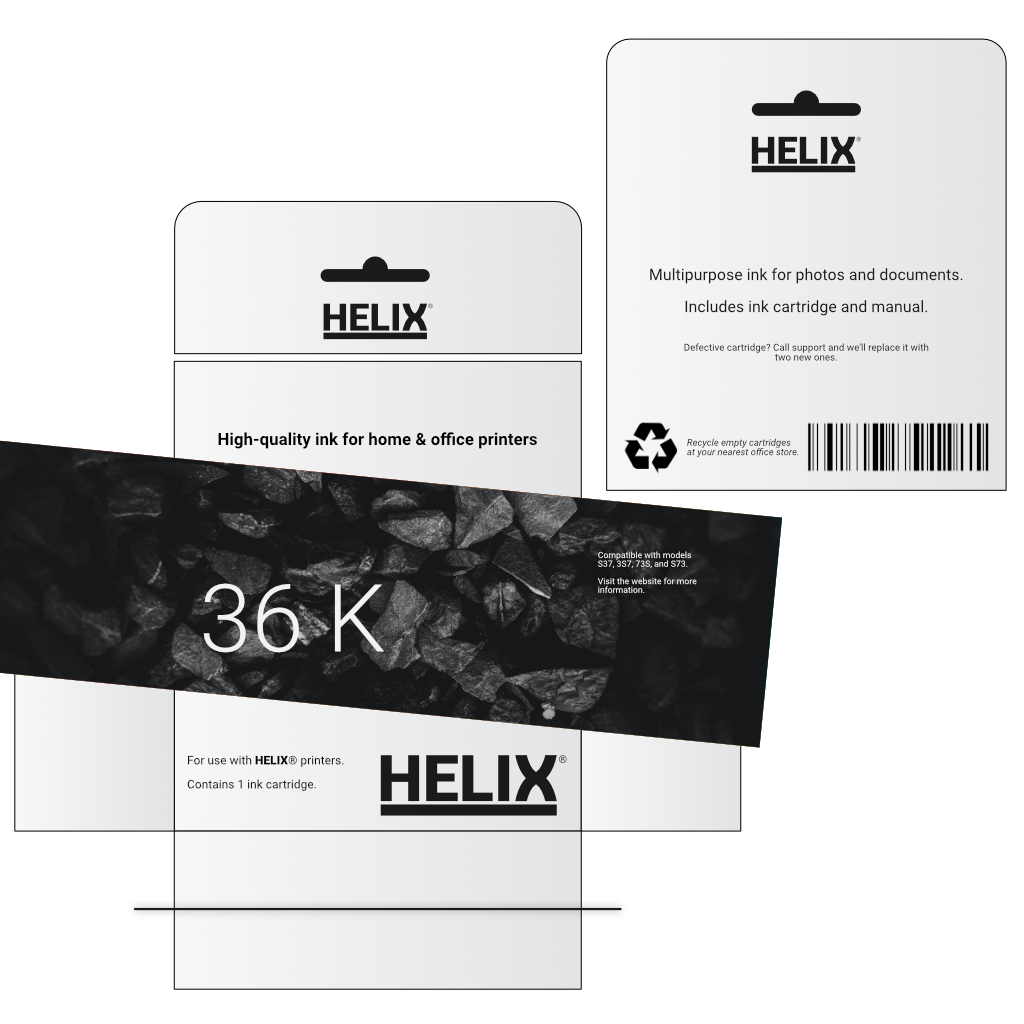 HELIX®
Multipurpose ink for photos and documents.
Includes ink cartridge and manual.
Defective cartridge? Call support and we'll replace it with
two new ones.
Recycle empty cartridges
at your nearest office store.
HELIX®
High-quality ink for home & office printers
36 K
Compatible with models
S37, 3S7, 73S, and S73.
Visit the website for more
information.
For use with HELIX® printers.
Contains 1 ink cartridge.
HELIX®